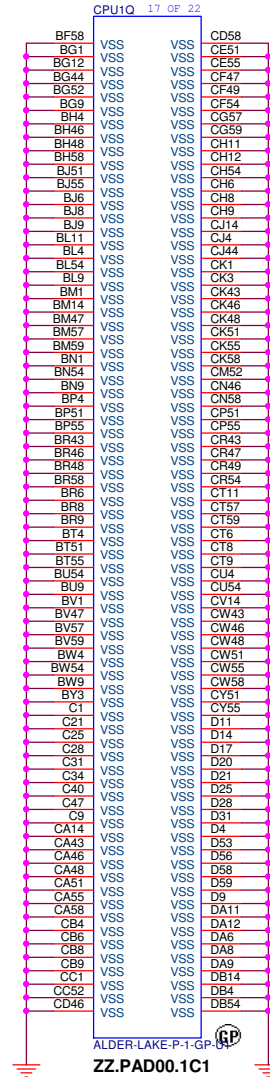 CPU1Q 17 OF 22
BF58 VSS VSS CD58
BG1 VSS VSS CE51
BG12 VSS VSS CE55
BG44 VSS VSS CF47
BG52 VSS VSS CF49
BG9 VSS VSS CF54
BH4 VSS VSS CG57
BH46 VSS VSS CG59
BH48 VSS VSS CH11
BH58 VSS VSS CH12
BJ51 VSS VSS CH54
BJ55 VSS VSS CH6
BJ6 VSS VSS CH8
BJ8 VSS VSS CH9
BJ9 VSS VSS CJ14
BL11 VSS VSS CJ4
BL4 VSS VSS CJ44
BL54 VSS VSS CK1
BL9 VSS VSS CK3
BM1 VSS VSS CK43
BM14 VSS VSS CK46
BM47 VSS VSS CK48
BM57 VSS VSS CK51
BM59 VSS VSS CK55
BN1 VSS VSS CK58
BN54 VSS VSS CM52
BN9 VSS VSS CN46
BP4 VSS VSS CN58
BP51 VSS VSS CP51
BP55 VSS VSS CP55
BR43 VSS VSS CR43
BR46 VSS VSS CR47
BR48 VSS VSS CR49
BR58 VSS VSS CR54
BR6 VSS VSS CT11
BR8 VSS VSS CT57
BR9 VSS VSS CT59
BT4 VSS VSS CT6
BT51 VSS VSS CT8
BT55 VSS VSS CT9
BU54 VSS VSS CU4
BU9 VSS VSS CU54
BV1 VSS VSS CV14
BV47 VSS VSS CW43
BV57 VSS VSS CW46
BV59 VSS VSS CW48
BW4 VSS VSS CW51
BW54 VSS VSS CW55
BW9 VSS VSS CW58
BY3 VSS VSS CY51
C1 VSS VSS CY55
C21 VSS VSS D11
C25 VSS VSS D14
C28 VSS VSS D17
C31 VSS VSS D20
C34 VSS VSS D21
C40 VSS VSS D25
C47 VSS VSS D28
C9 VSS VSS D31
CA14 VSS VSS D4
CA43 VSS VSS D53
CA46 VSS VSS D56
CA48 VSS VSS D58
CA51 VSS VSS D59
CA55 VSS VSS D9
CA58 VSS VSS DA11
CB4 VSS VSS DA12
CB6 VSS VSS DA6
CB8 VSS VSS DA8
CB9 VSS VSS DA9
CC1 VSS VSS DB14
CC52 VSS VSS DB4
CD46 VSS VSS DB54
GP
ALDER-LAKE-P-1-GP-U1
ZZ.PAD00.1C1